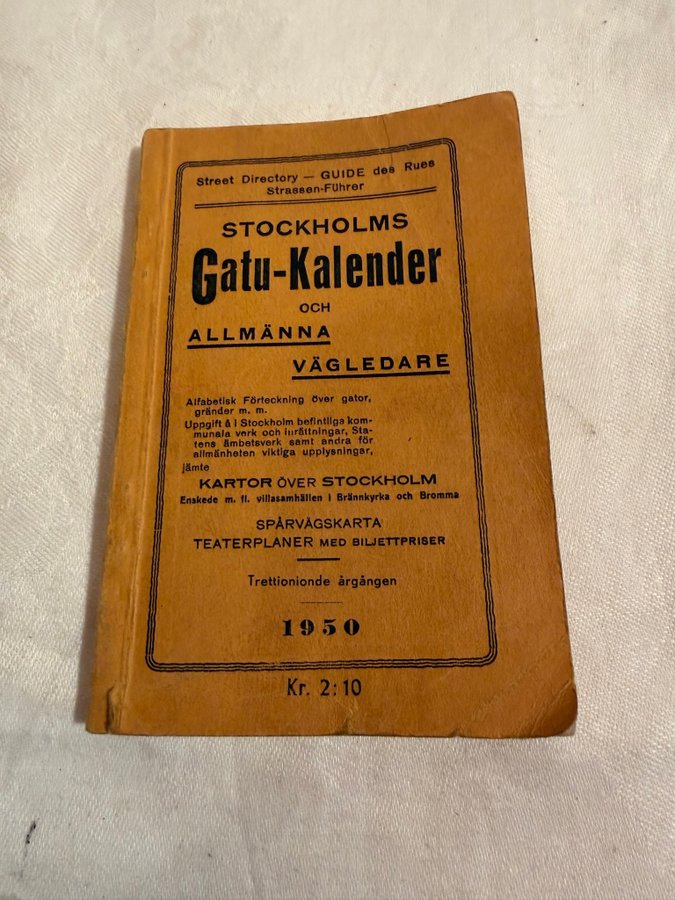 Street Directory — GUIDE des Rues
Strassen-Führer
STOCKHOLMS
Gatu-Kalender
OCH
ALLMÄNNA
VÄGLEDARE
Alfabetisk Förteckning över gator,
gränder m. m.
Uppgift å i Stockholm befintliga kom-
munala verk och inrättningar, Sta-
tens ämbetsverk samt andra för
allmänheten viktiga upplysningar,
jämte
KARTOR ÖVER STOCKHOLM
Enskede m. fl. villasamhällen i Brännkyrka och Bromma
SPÅRVÄGSKARTA
TEATERPLANER MED BILJETTPRISER
Trettionionde årgången
1950
Kr. 2:10